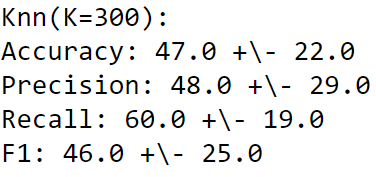 Knn(K=300):
Accuracy: 47.0 +\- 22.0
Precision: 48.0 +\- 29.0
Recall: 60.0 +\- 19.0
F1: 46.0 +\- 25.0